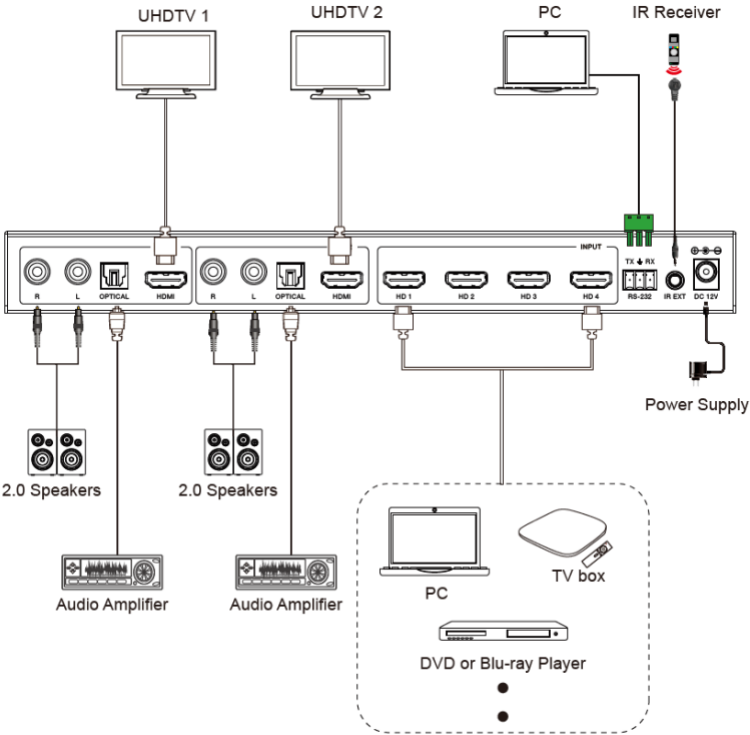 UHDTV 1
UHDTV 2
PC
IR Receiver
INPUT
TX RX
R
L
OPTICAL
HDMI
R
L
OPTICAL
HDMI
HD 1
HD 2
HD 3
HD 4
RS-232
IR EXT
DC 12V
Power Supply
2.0 Speakers
2.0 Speakers
Audio Amplifier
Audio Amplifier
PC
TV box
DVD or Blu-ray Player